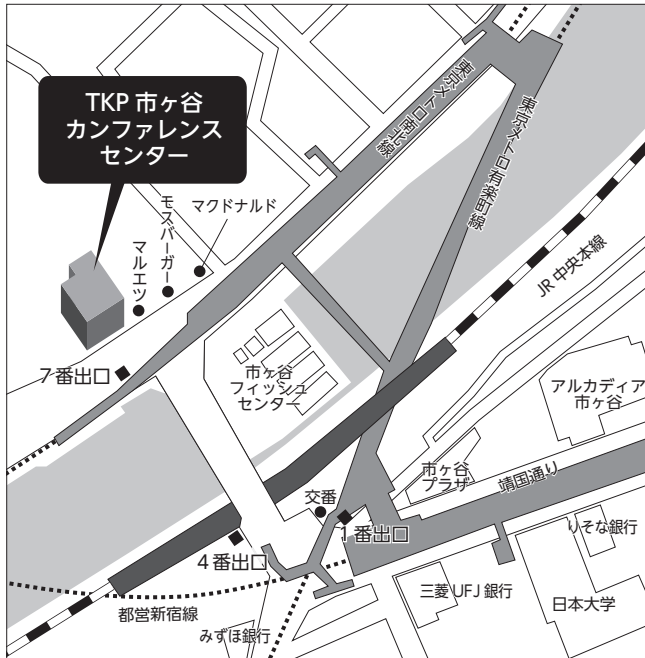 TKP 市ヶ谷
カンファレンス
センター
東京メトロ南北線
東京メトロ有楽町線
JR 中央本線
モスバーガー
マルエツ
マクドナルド
7番出口
市ヶ谷
フィッシュ
センター
アルカディア
市ヶ谷
市ヶ谷
プラザ
靖国通り
交番
1番出口
4番出口
りそな銀行
三菱UFJ銀行
日本大学
都営新宿線
みずほ銀行